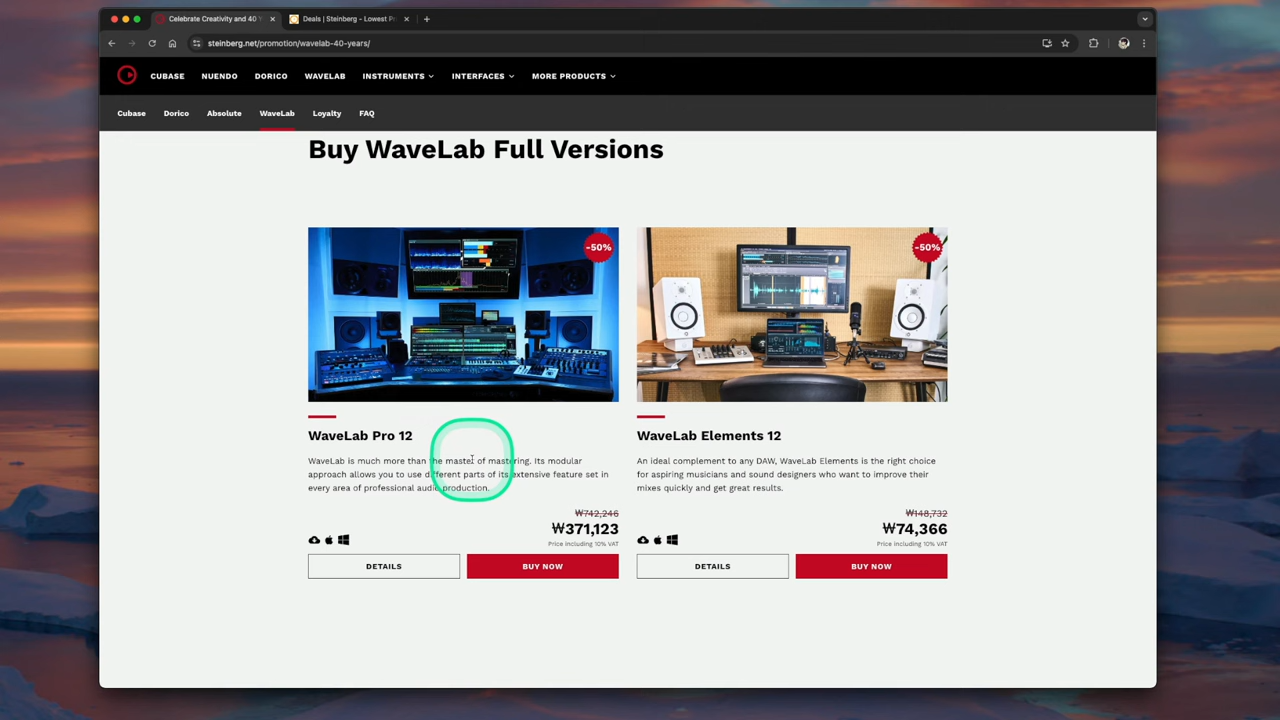 Celebrate Creativity and 40 Y
Deals | Steinberg - Lowest Pr
steinberg.net/promotion/wavelab-40-years/
CUBASE NUENDO DORICO WAVELAB INSTRUMENTS INTERFACES MORE PRODUCTS
Cubase Dorico Absolute WaveLab Loyalty FAQ
Buy WaveLab Full Versions
-50%
-50%
WaveLab Pro 12
WaveLab is much more than the master of mastering. Its modular
approach allows you to use different parts of its extensive feature set in
every area of professional audio production.
₩742,246
₩371,123
Price including 10% VAT
DETAILS BUY NOW
WaveLab Elements 12
An ideal complement to any DAW, WaveLab Elements is the right choice
for aspiring musicians and sound designers who want to improve their
mixes quickly and get great results.
₩148,732
₩74,366
Price including 10% VAT
DETAILS BUY NOW